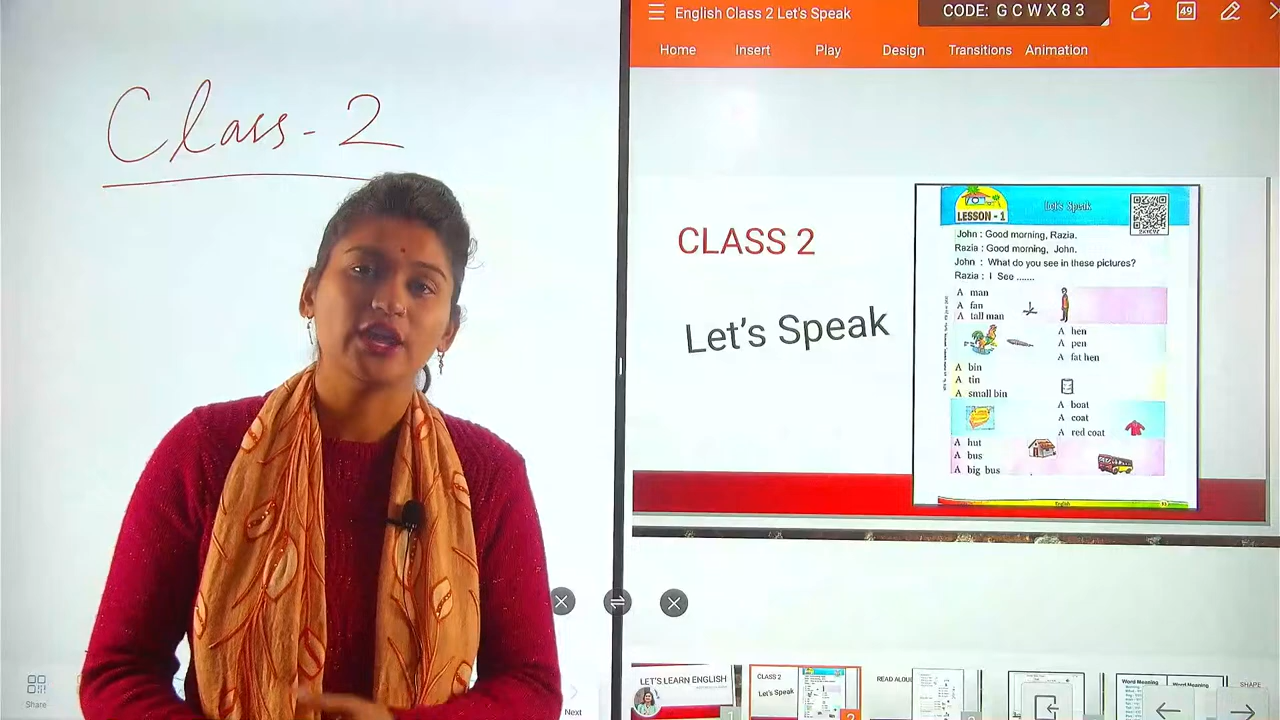 Class - 2
Share
Next
English Class 2 Let's Speak
CODE: G C W X 8 3
49
Home Insert Play Design Transitions Animation
CLASS 2
Let's Speak
LESSON - 1
Let's Speak
John : Good morning, Razia.
Razia : Good morning, John.
John : What do you see in these pictures?
Razia : I See .......
A man
A fan
A tall man
A hen
A pen
A fat hen
A bin
A tin
A small bin
A boat
A coat
A red coat
A hut
A bus
A big bus
English
LET'S LEARN ENGLISH
1
CLASS 2
Let's Speak
2
READ ALOUD
3
Word Meaning
Word Meaning
SHAPE